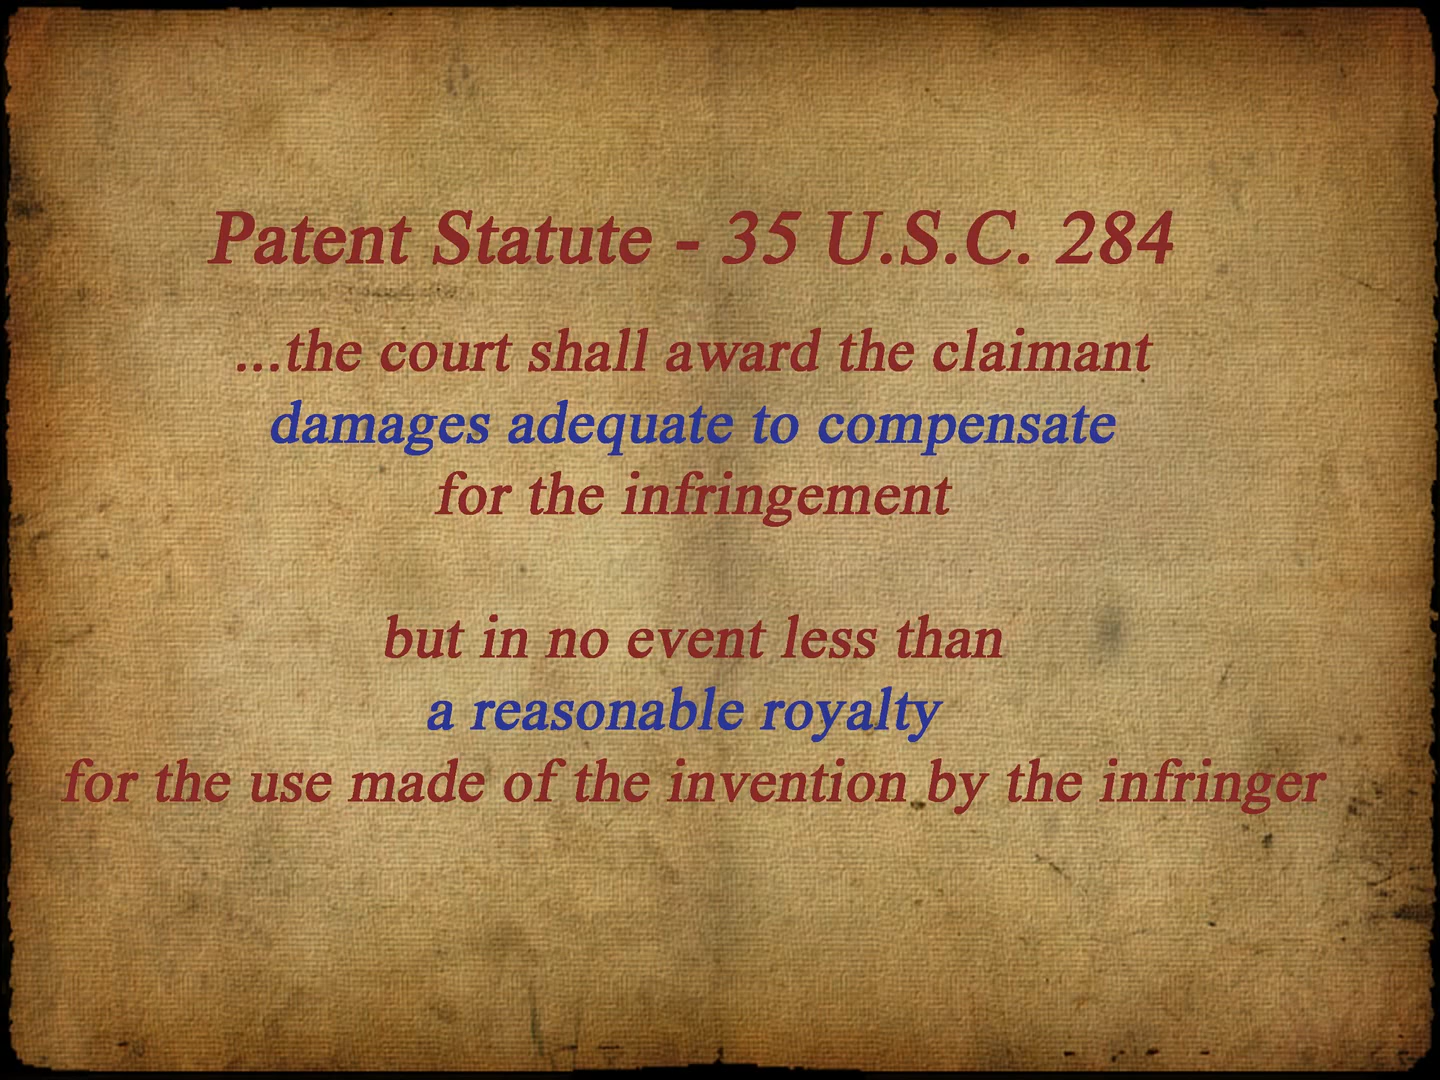 Patent Statute - 35 U.S.C. 284
...the court shall award the claimant
damages adequate to compensate
for the infringement
but in no event less than
a reasonable royalty
for the use made of the invention by the infringer